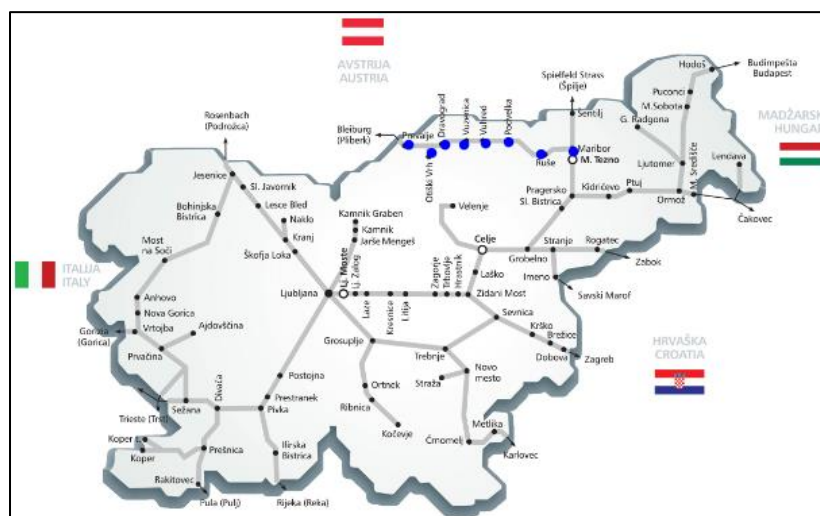 AVSTRIJA
AUSTRIA
Spielfeld Strass
(Špilje)
Hodoš
Budimpešta
Budapest
Rosenbach
(Podrožca)
Bleiburg
(Pliberk)
Prevalje
Otiški Vrh
Dravograd
Vuzenica
Vuhred
Podvelka
Ruše
Šentilj
Maribor
M. Tezno
Puconci
M.Sobota
G. Radgona
MADŽARSKA
HUNGARY
Ljutomer
M. Središče
Lendava
Jesenice
Sl. Javornik
Lesce Bled
Bohinjska
Bistrica
Naklo
Kranj
Škofja Loka
Kamnik Graben
Kamnik
Jarše Mengeš
Velenje
Pragersko
Sl. Bistrica
Kidričevo
Ptuj
Ormož
Čakovec
Most
na Soči
Celje
Stranje
Rogatec
Grobelno
Zabok
Imeno
Savski Marof
ITALIJA
ITALY
Lj. Moste
Lj. Zalog
Ljubljana
Laze
Kresnice
Litija
Zagorje
Trbovlje
Hrastnik
Laško
Zidani Most
Anhovo
Nova Gorica
Vrtojba
Gorizia
(Gorica)
Ajdovščina
Prvačina
Sevnica
Krško
Brežice
Dobova
Zagreb
HRVAŠKA
CROATIA
Grosuplje
Trebnje
Novo
mesto
Straža
Postojna
Prestranek
Pivka
Divača
Sežana
Trieste (Trst)
Ortnek
Ribnica
Kočevje
Metlika
Črnomelj
Karlovec
Koper t.
Koper
Prešnica
Ilirska
Bistrica
Rakitovec
Pula (Pulj)
Rijeka (Reka)